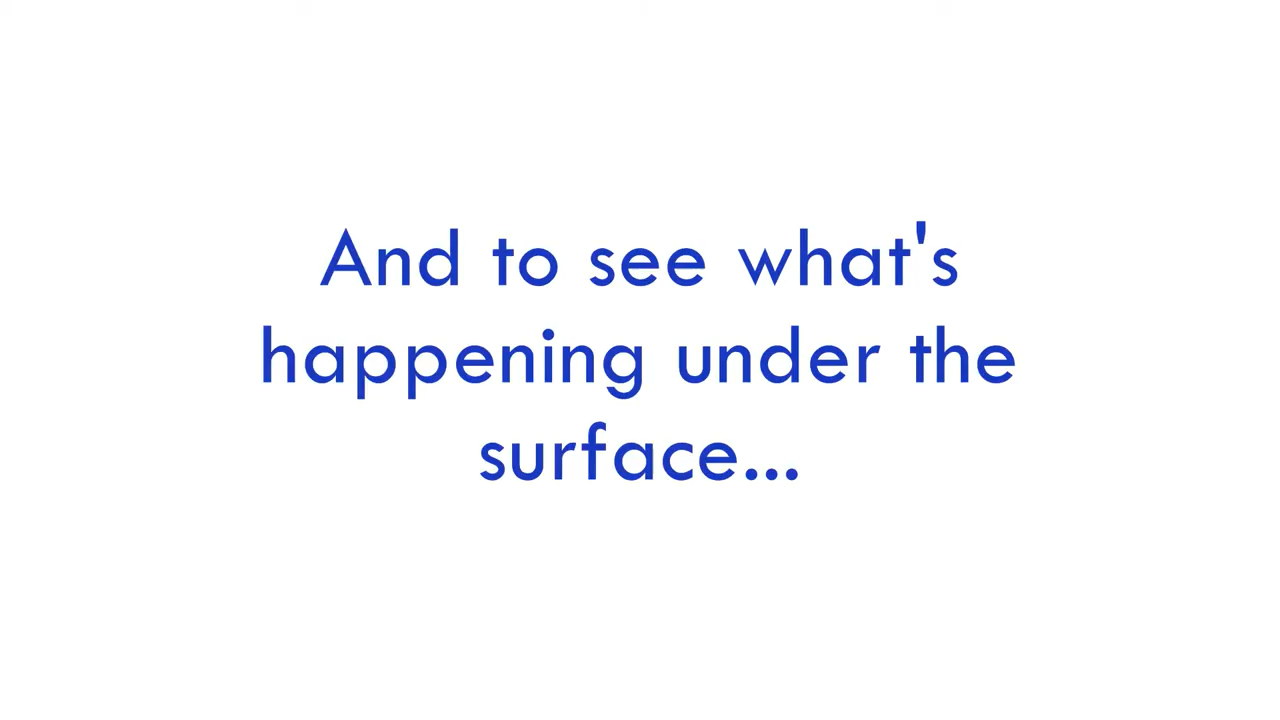 And to see what's
happening under the
surface...